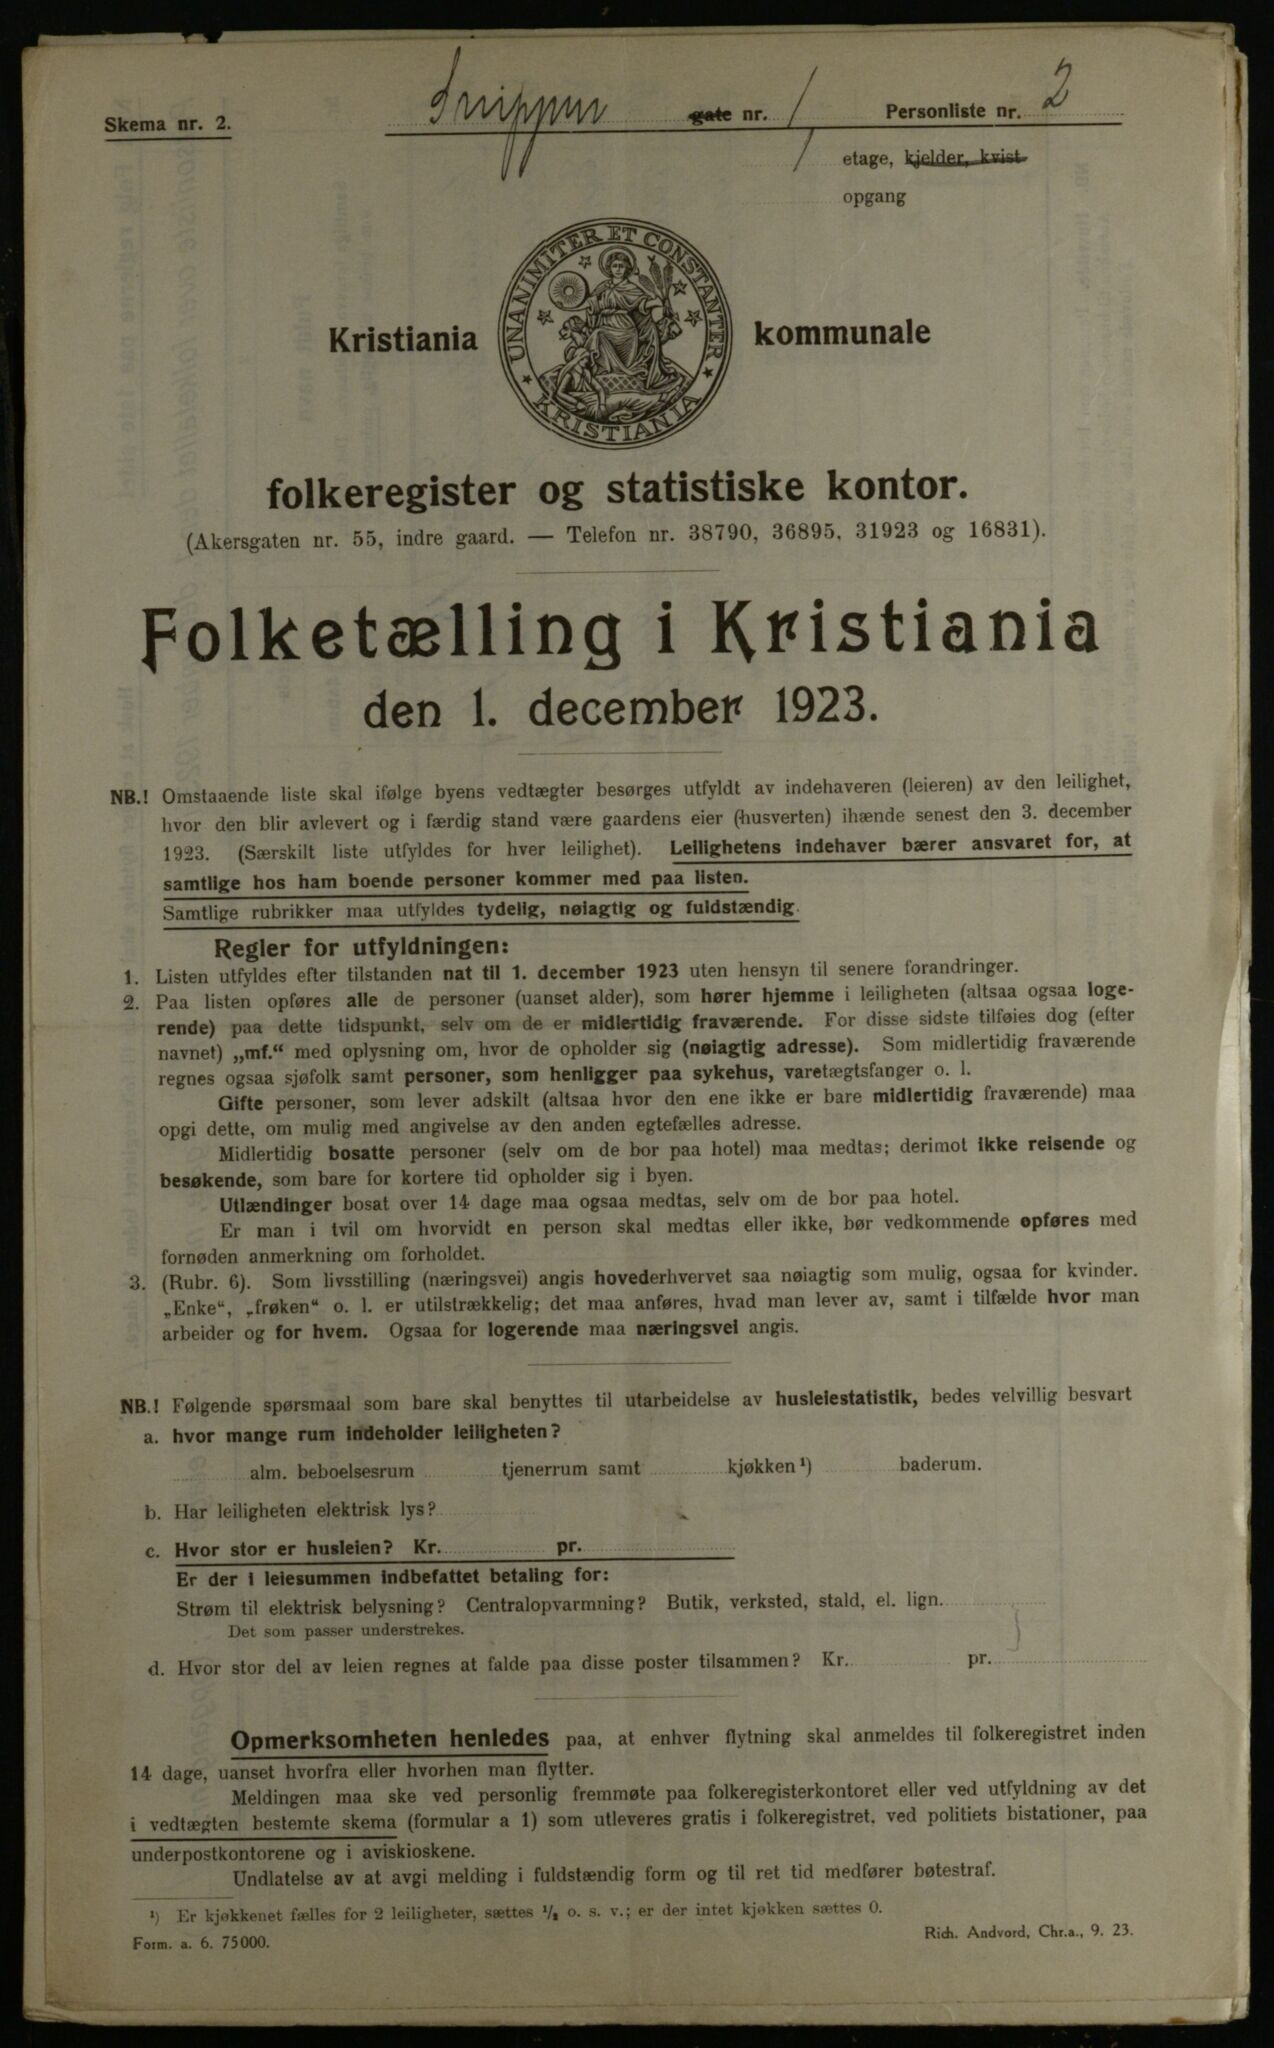 Skema nr. 2.
Snippen gate nr. 1 Personliste nr. 2
1 etage, kjelder, kvist
opgang
UNANIMITER ET CONSTANTER
KRISTIANIA
Kristiania kommunale
folkeregister og statistiske kontor.
(Akersgaten nr. 55, indre gaard. — Telefon nr. 38790, 36895, 31923 og 16831).
Folketælling i Kristiania
den 1. december 1923.
NB.! Omstaaende liste skal ifølge byens vedtægter besørges utfyldt av indehaveren (leieren) av den leilighet,
hvor den blir avlevert og i færdig stand være gaardens eier (husverten) ihænde senest den 3. december
1923. (Særskilt liste utfyldes for hver leilighet). Leilighetens indehaver bærer ansvaret for, at
samtlige hos ham boende personer kommer med paa listen.
Samtlige rubrikker maa utfyldes tydelig, nøiagtig og fuldstændig.
Regler for utfyldningen:
1. Listen utfyldes efter tilstanden nat til 1. december 1923 uten hensyn til senere forandringer.
2. Paa listen opføres alle de personer (uanset alder), som hører hjemme i leiligheten (altsaa ogsaa loge-
rende) paa dette tidspunkt, selv om de er midlertidig fraværende. For disse sidste tilføies dog (efter
navnet) „mf.“ med oplysning om, hvor de opholder sig (nøiagtig adresse). Som midlertidig fraværende
regnes ogsaa sjøfolk samt personer, som henligger paa sykehus, varetægtsfanger o. l.
Gifte personer, som lever adskilt (altsaa hvor den ene ikke er bare midlertidig fraværende) maa
opgi dette, om mulig med angivelse av den anden egtefælles adresse.
Midlertidig bosatte personer (selv om de bor paa hotel) maa medtas; derimot ikke reisende og
besøkende, som bare for kortere tid opholder sig i byen.
Utlændinger bosat over 14 dage maa ogsaa medtas, selv om de bor paa hotel.
Er man i tvil om hvorvidt en person skal medtas eller ikke, bør vedkommende opføres med
fornøden anmerkning om forholdet.
3. (Rubr. 6). Som livsstilling (næringsvei) angis hovederhvervet saa nøiagtig som mulig, ogsaa for kvinder.
„Enke“, „frøken“ o. l. er utilstrækkelig; det maa anføres, hvad man lever av, samt i tilfælde hvor man
arbeider og for hvem. Ogsaa for logerende maa næringsvei angis.
NB.! Følgende spørsmaal som bare skal benyttes til utarbeidelse av husleiestatistik, bedes velvillig besvart
a. hvor mange rum indeholder leiligheten?
alm. beboelsesrum tjenerrum samt kjøkken¹) baderum.
b. Har leiligheten elektrisk lys?
c. Hvor stor er husleien? Kr. pr.
Er der i leiesummen indbefattet betaling for:
Strøm til elektrisk belysning? Centralopvarmning? Butik, verksted, stald, el. lign.
Det som passer understrekes.
d. Hvor stor del av leien regnes at falde paa disse poster tilsammen? Kr. pr.
Opmerksomheten henledes paa, at enhver flytning skal anmeldes til folkeregistret inden
14 dage, uanset hvorfra eller hvorhen man flytter.
Meldingen maa ske ved personlig fremmøte paa folkeregisterkontoret eller ved utfyldning av det
i vedtægten bestemte skema (formular a 1) som utleveres gratis i folkeregistret, ved politiets bistationer, paa
underpostkontorene og i aviskioskene.
Undlatelse av at avgi melding i fuldstændig form og til ret tid medfører bøtestraf.
¹) Er kjøkkenet fælles for 2 leiligheter, sættes ½ o. s. v.; er der intet kjøkken sættes 0.
Form. a. 6. 75000. Rich. Andvord, Chr.a., 9. 23.